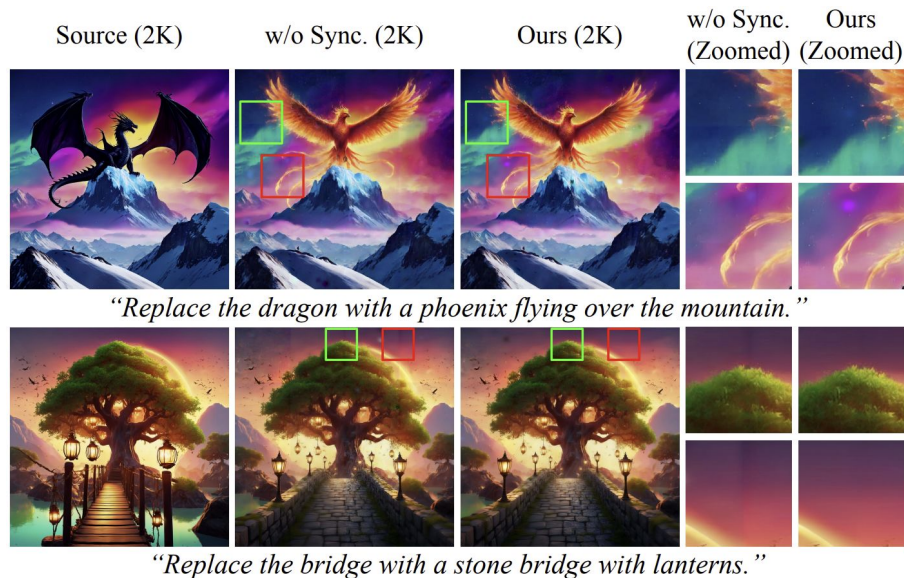 Source (2K) w/o Sync. (2K) Ours (2K) w/o Sync. (Zoomed) Ours (Zoomed)
“Replace the dragon with a phoenix flying over the mountain.”
“Replace the bridge with a stone bridge with lanterns.”